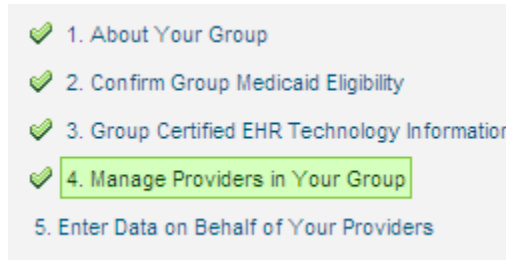 1. About Your Group
2. Confirm Group Medicaid Eligibility
3. Group Certified EHR Technology Information
4. Manage Providers in Your Group
5. Enter Data on Behalf of Your Providers